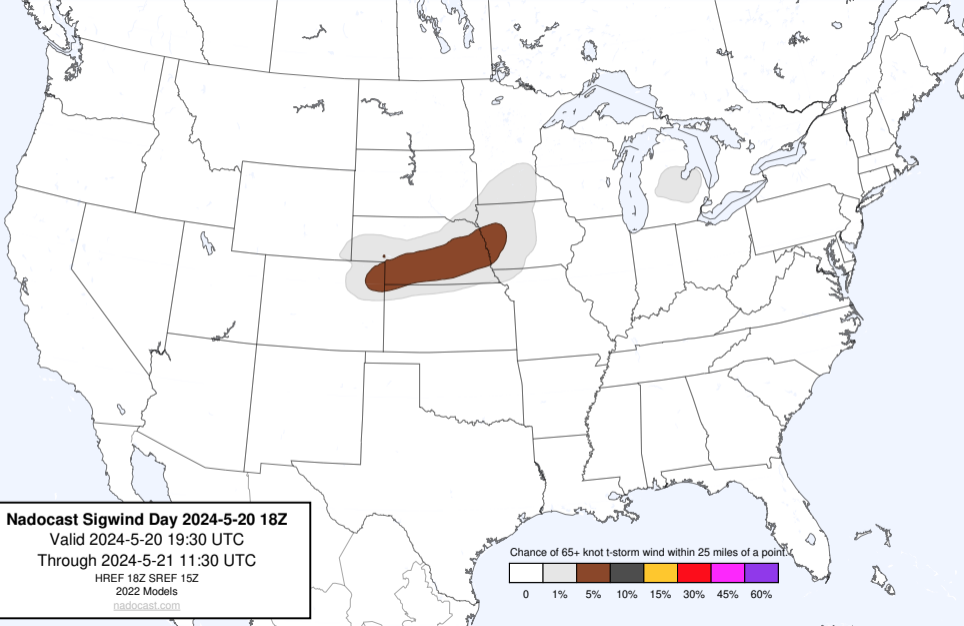 Nadocast Sigwind Day 2024-5-20 18Z
Valid 2024-5-20 19:30 UTC
Through 2024-5-21 11:30 UTC
HREF 18Z SREF 15Z
2022 Models
nadocast.com
Chance of 65+ knot t-storm wind within 25 miles of a point.
0 1% 5% 10% 15% 30% 45% 60%